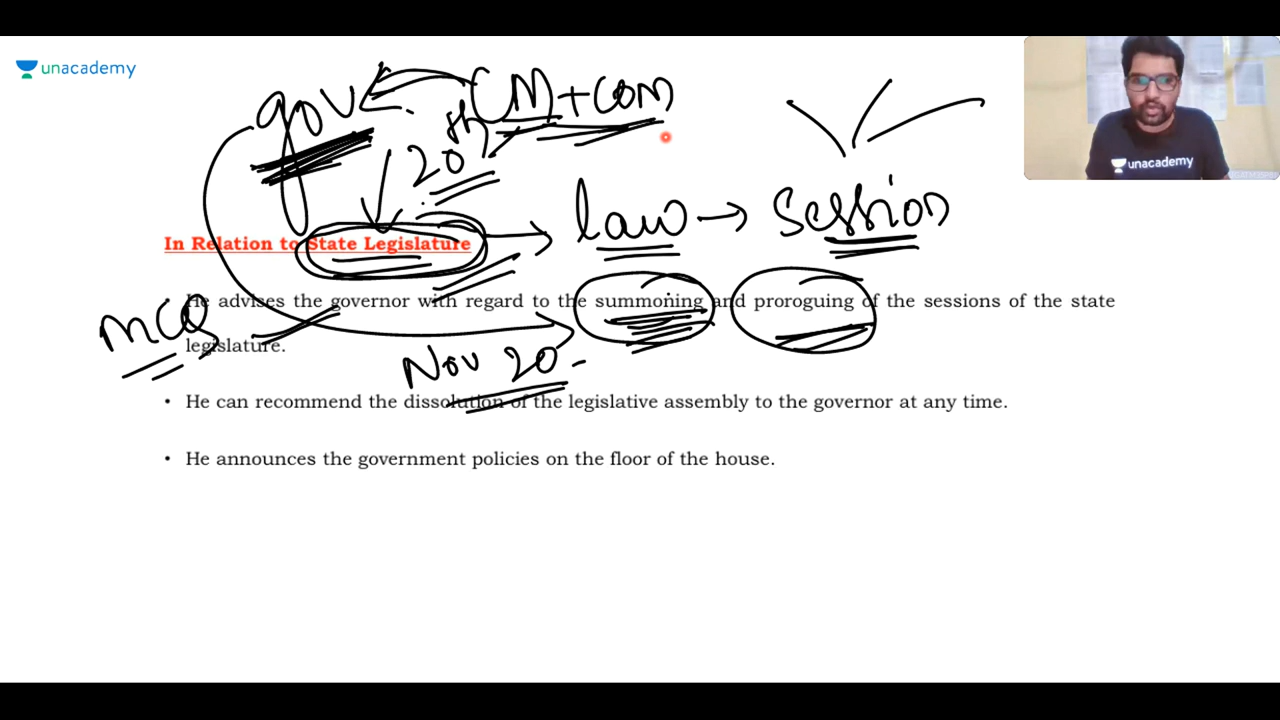 unacademy
gov. CM + COM
20th
law → Session
In Relation to State Legislature
• He advises the governor with regard to the summoning and proroguing of the sessions of the state
legislature.
MCQ
Nov 20 -
• He can recommend the dissolution of the legislative assembly to the governor at any time.
• He announces the government policies on the floor of the house.
unacademy